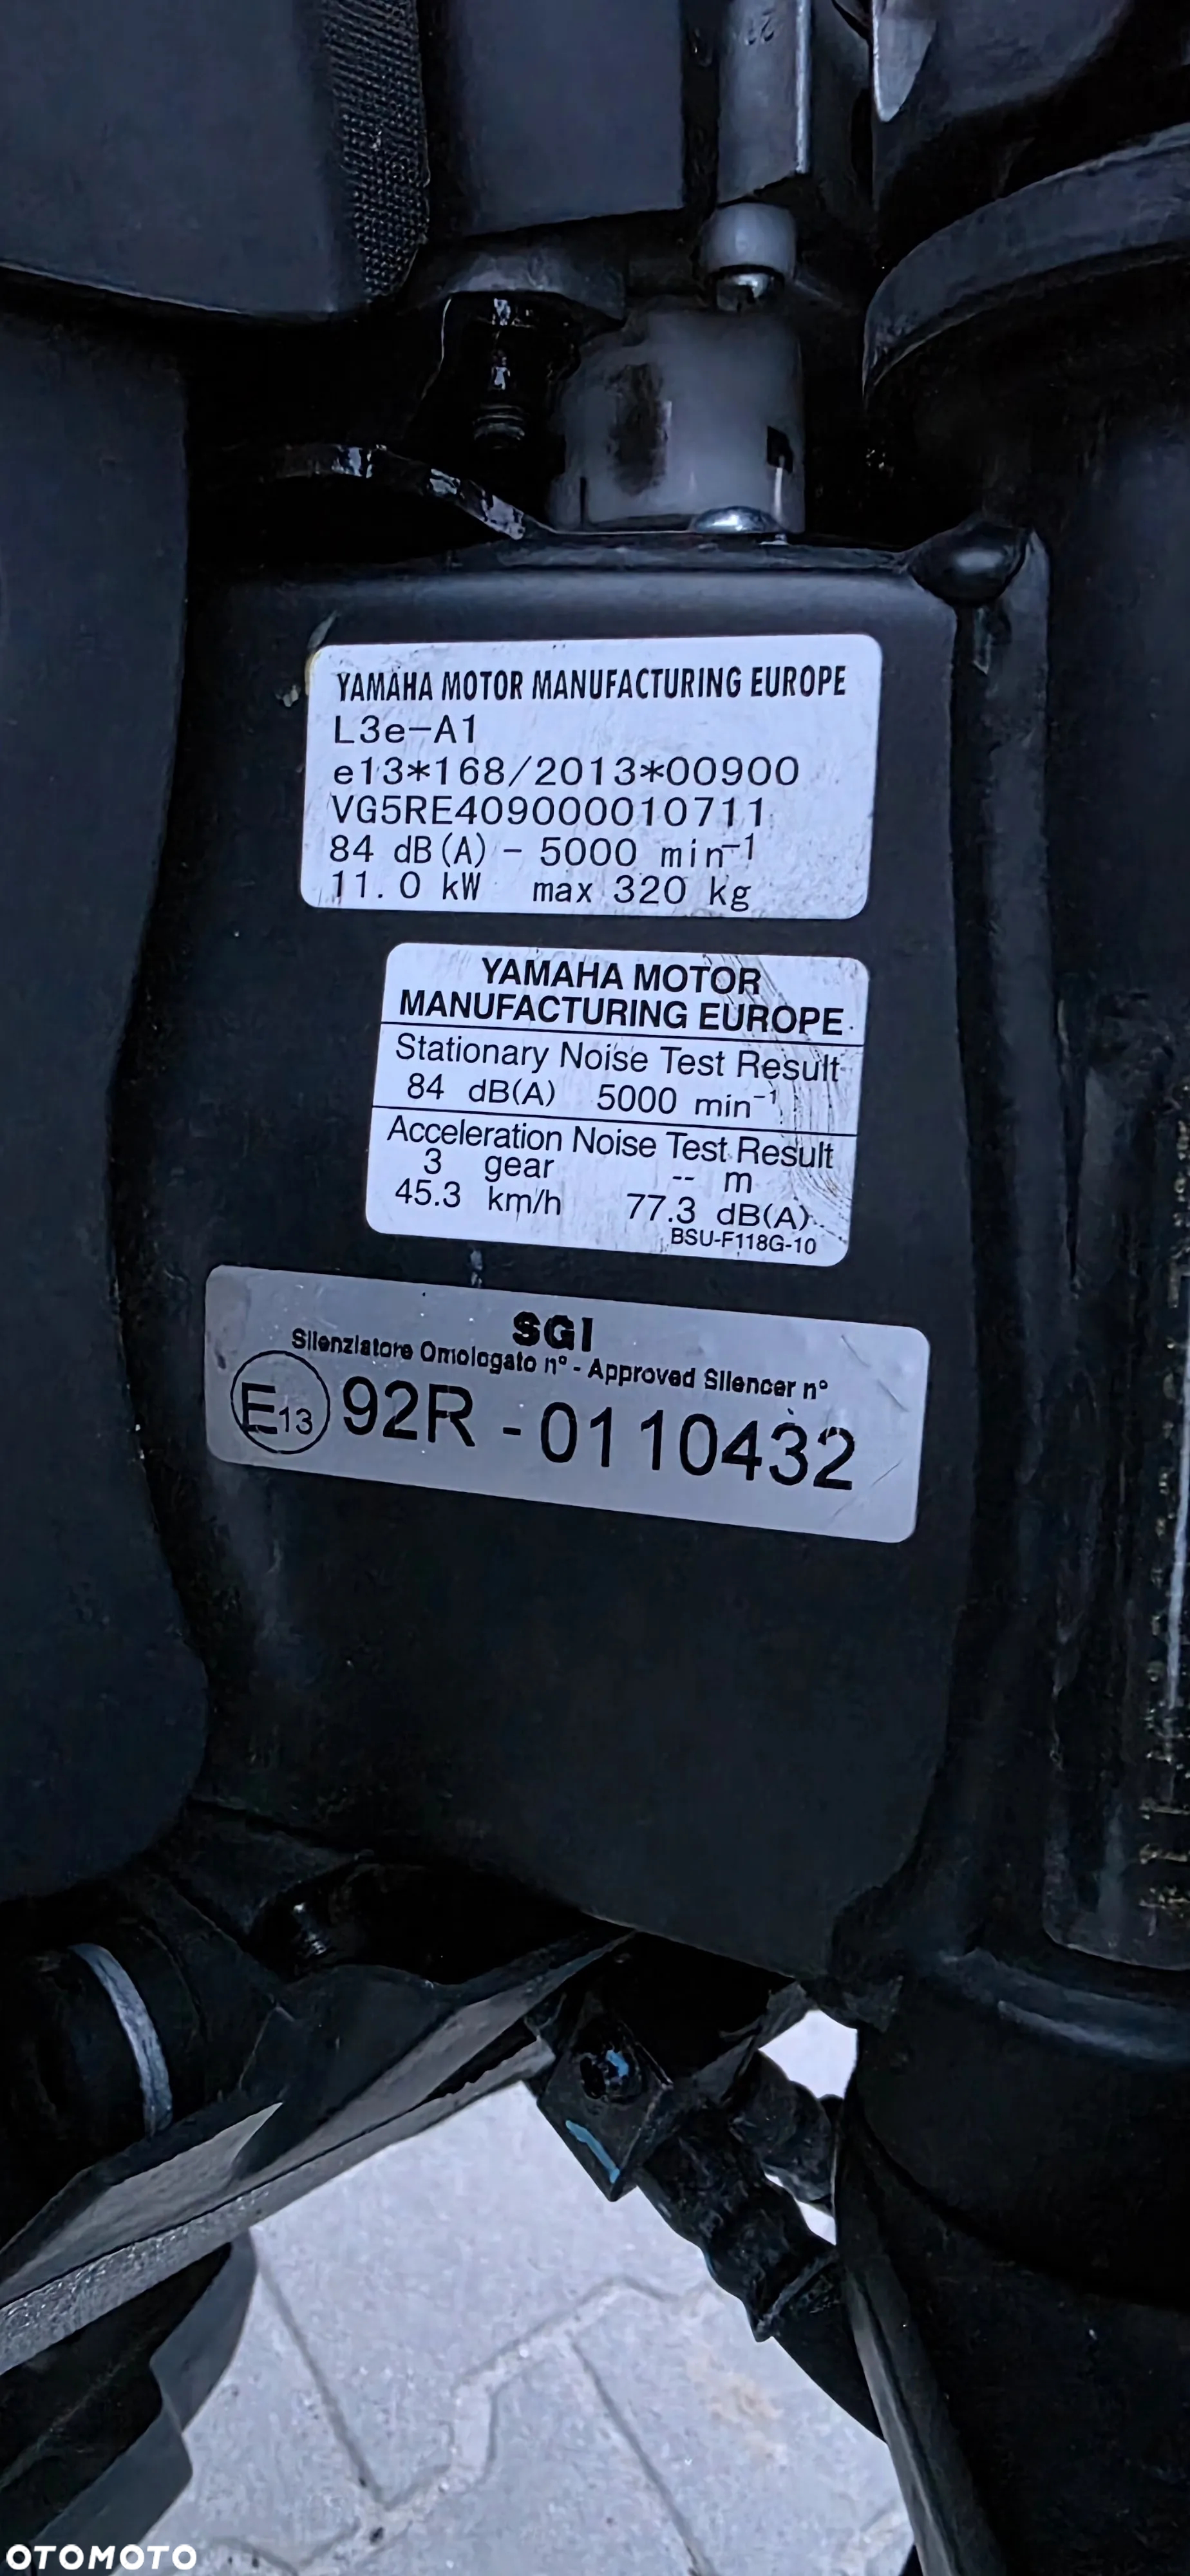 YAMAHA MOTOR MANUFACTURING EUROPE
L3e-A1
e13*168/2013*00900
VG5RE409000010711
84 dB(A) - 5000 min-1
11.0 kW max 320 kg
YAMAHA MOTOR
MANUFACTURING EUROPE
Stationary Noise Test Result
84 dB(A) 5000 min-1
Acceleration Noise Test Result
3 gear -- m
45.3 km/h 77.3 dB(A)
BSU-F118G-10
SGI
Silenziatore Omologato n° - Approved Silencer n°
E13 92R - 0110432
OTOMOTO